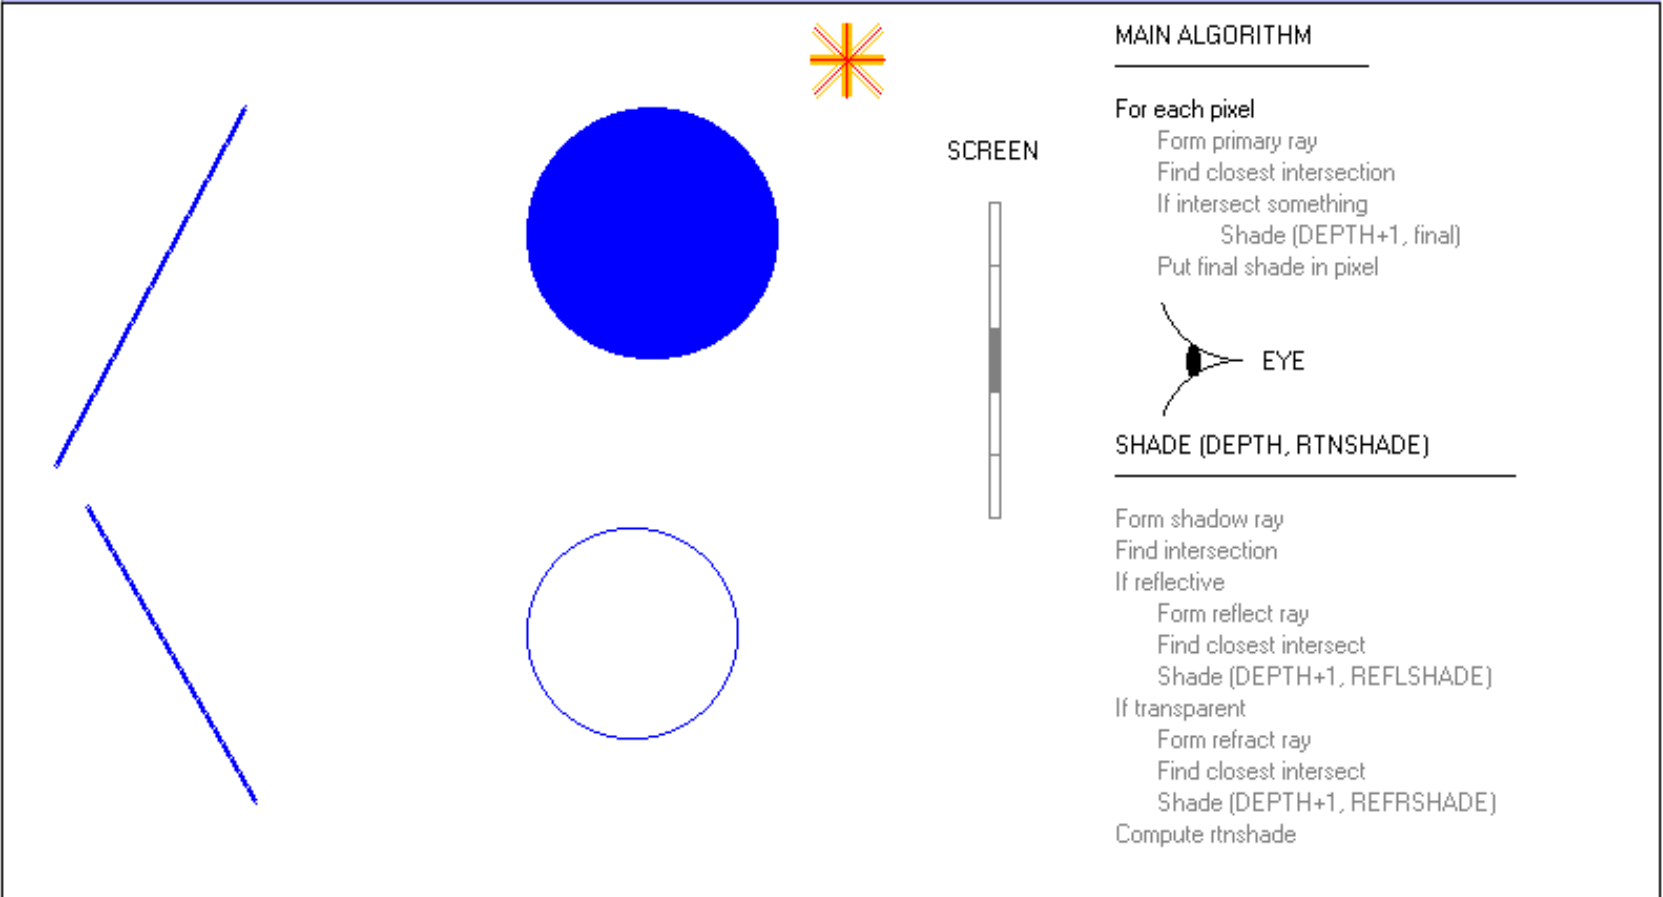 MAIN ALGORITHM
For each pixel
Form primary ray
Find closest intersection
If intersect something
Shade (DEPTH+1, final)
Put final shade in pixel
SCREEN
EYE
SHADE (DEPTH, RTNSHADE)
Form shadow ray
Find intersection
If reflective
Form reflect ray
Find closest intersect
Shade (DEPTH+1, REFLSHADE)
If transparent
Form refract ray
Find closest intersect
Shade (DEPTH+1, REFRSHADE)
Compute rtnshade